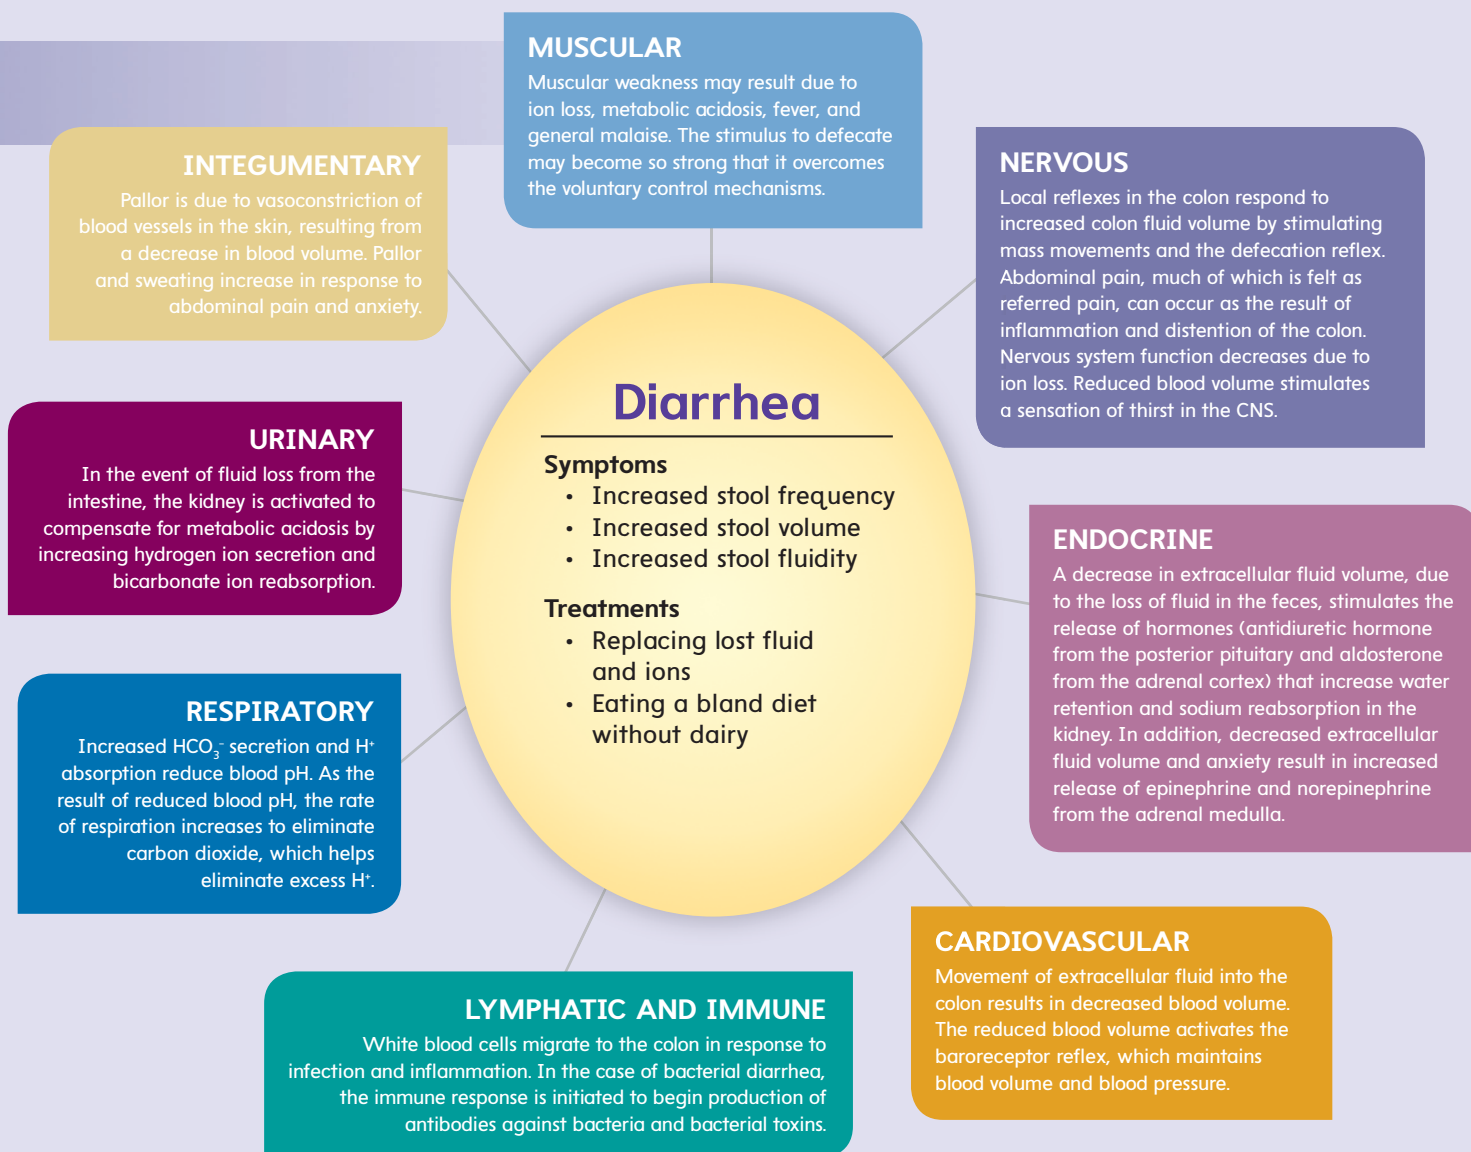 MUSCULAR
Muscular weakness may result due to
ion loss, metabolic acidosis, fever, and
general malaise. The stimulus to defecate
may become so strong that it overcomes
the voluntary control mechanisms.
INTEGUMENTARY
Pallor is due to vasoconstriction of
blood vessels in the skin, resulting from
a decrease in blood volume. Pallor
and sweating increase in response to
abdominal pain and anxiety.
NERVOUS
Local reflexes in the colon respond to
increased colon fluid volume by stimulating
mass movements and the defecation reflex.
Abdominal pain, much of which is felt as
referred pain, can occur as the result of
inflammation and distention of the colon.
Nervous system function decreases due to
ion loss. Reduced blood volume stimulates
a sensation of thirst in the CNS.
Diarrhea
Symptoms
• Increased stool frequency
• Increased stool volume
• Increased stool fluidity
Treatments
• Replacing lost fluid
and ions
• Eating a bland diet
without dairy
URINARY
In the event of fluid loss from the
intestine, the kidney is activated to
compensate for metabolic acidosis by
increasing hydrogen ion secretion and
bicarbonate ion reabsorption.
ENDOCRINE
A decrease in extracellular fluid volume, due
to the loss of fluid in the feces, stimulates the
release of hormones (antidiuretic hormone
from the posterior pituitary and aldosterone
from the adrenal cortex) that increase water
retention and sodium reabsorption in the
kidney. In addition, decreased extracellular
fluid volume and anxiety result in increased
release of epinephrine and norepinephrine
from the adrenal medulla.
RESPIRATORY
Increased HCO₃⁻ secretion and H⁺
absorption reduce blood pH. As the
result of reduced blood pH, the rate
of respiration increases to eliminate
carbon dioxide, which helps
eliminate excess H⁺.
CARDIOVASCULAR
Movement of extracellular fluid into the
colon results in decreased blood volume.
The reduced blood volume activates the
baroreceptor reflex, which maintains
blood volume and blood pressure.
LYMPHATIC AND IMMUNE
White blood cells migrate to the colon in response to
infection and inflammation. In the case of bacterial diarrhea,
the immune response is initiated to begin production of
antibodies against bacteria and bacterial toxins.